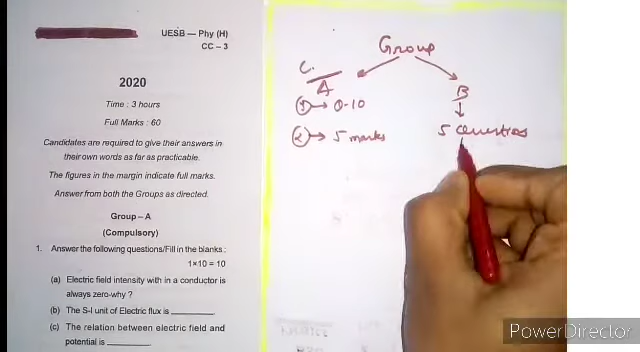 UESB — Phy (H)
CC – 3
2020
Time : 3 hours
Full Marks : 60
Candidates are required to give their answers in
their own words as far as practicable.
The figures in the margin indicate full marks.
Answer from both the Groups as directed.
Group – A
(Compulsory)
1. Answer the following questions/Fill in the blanks :
1×10 = 10
(a) Electric field intensity with in a conductor is
always zero-why ?
(b) The S-I unit of Electric flux is
(c) The relation between electric field and
potential is
Group
C.
A
B
① → Q-10
② → 5 marks
5 Questions
PowerDirector